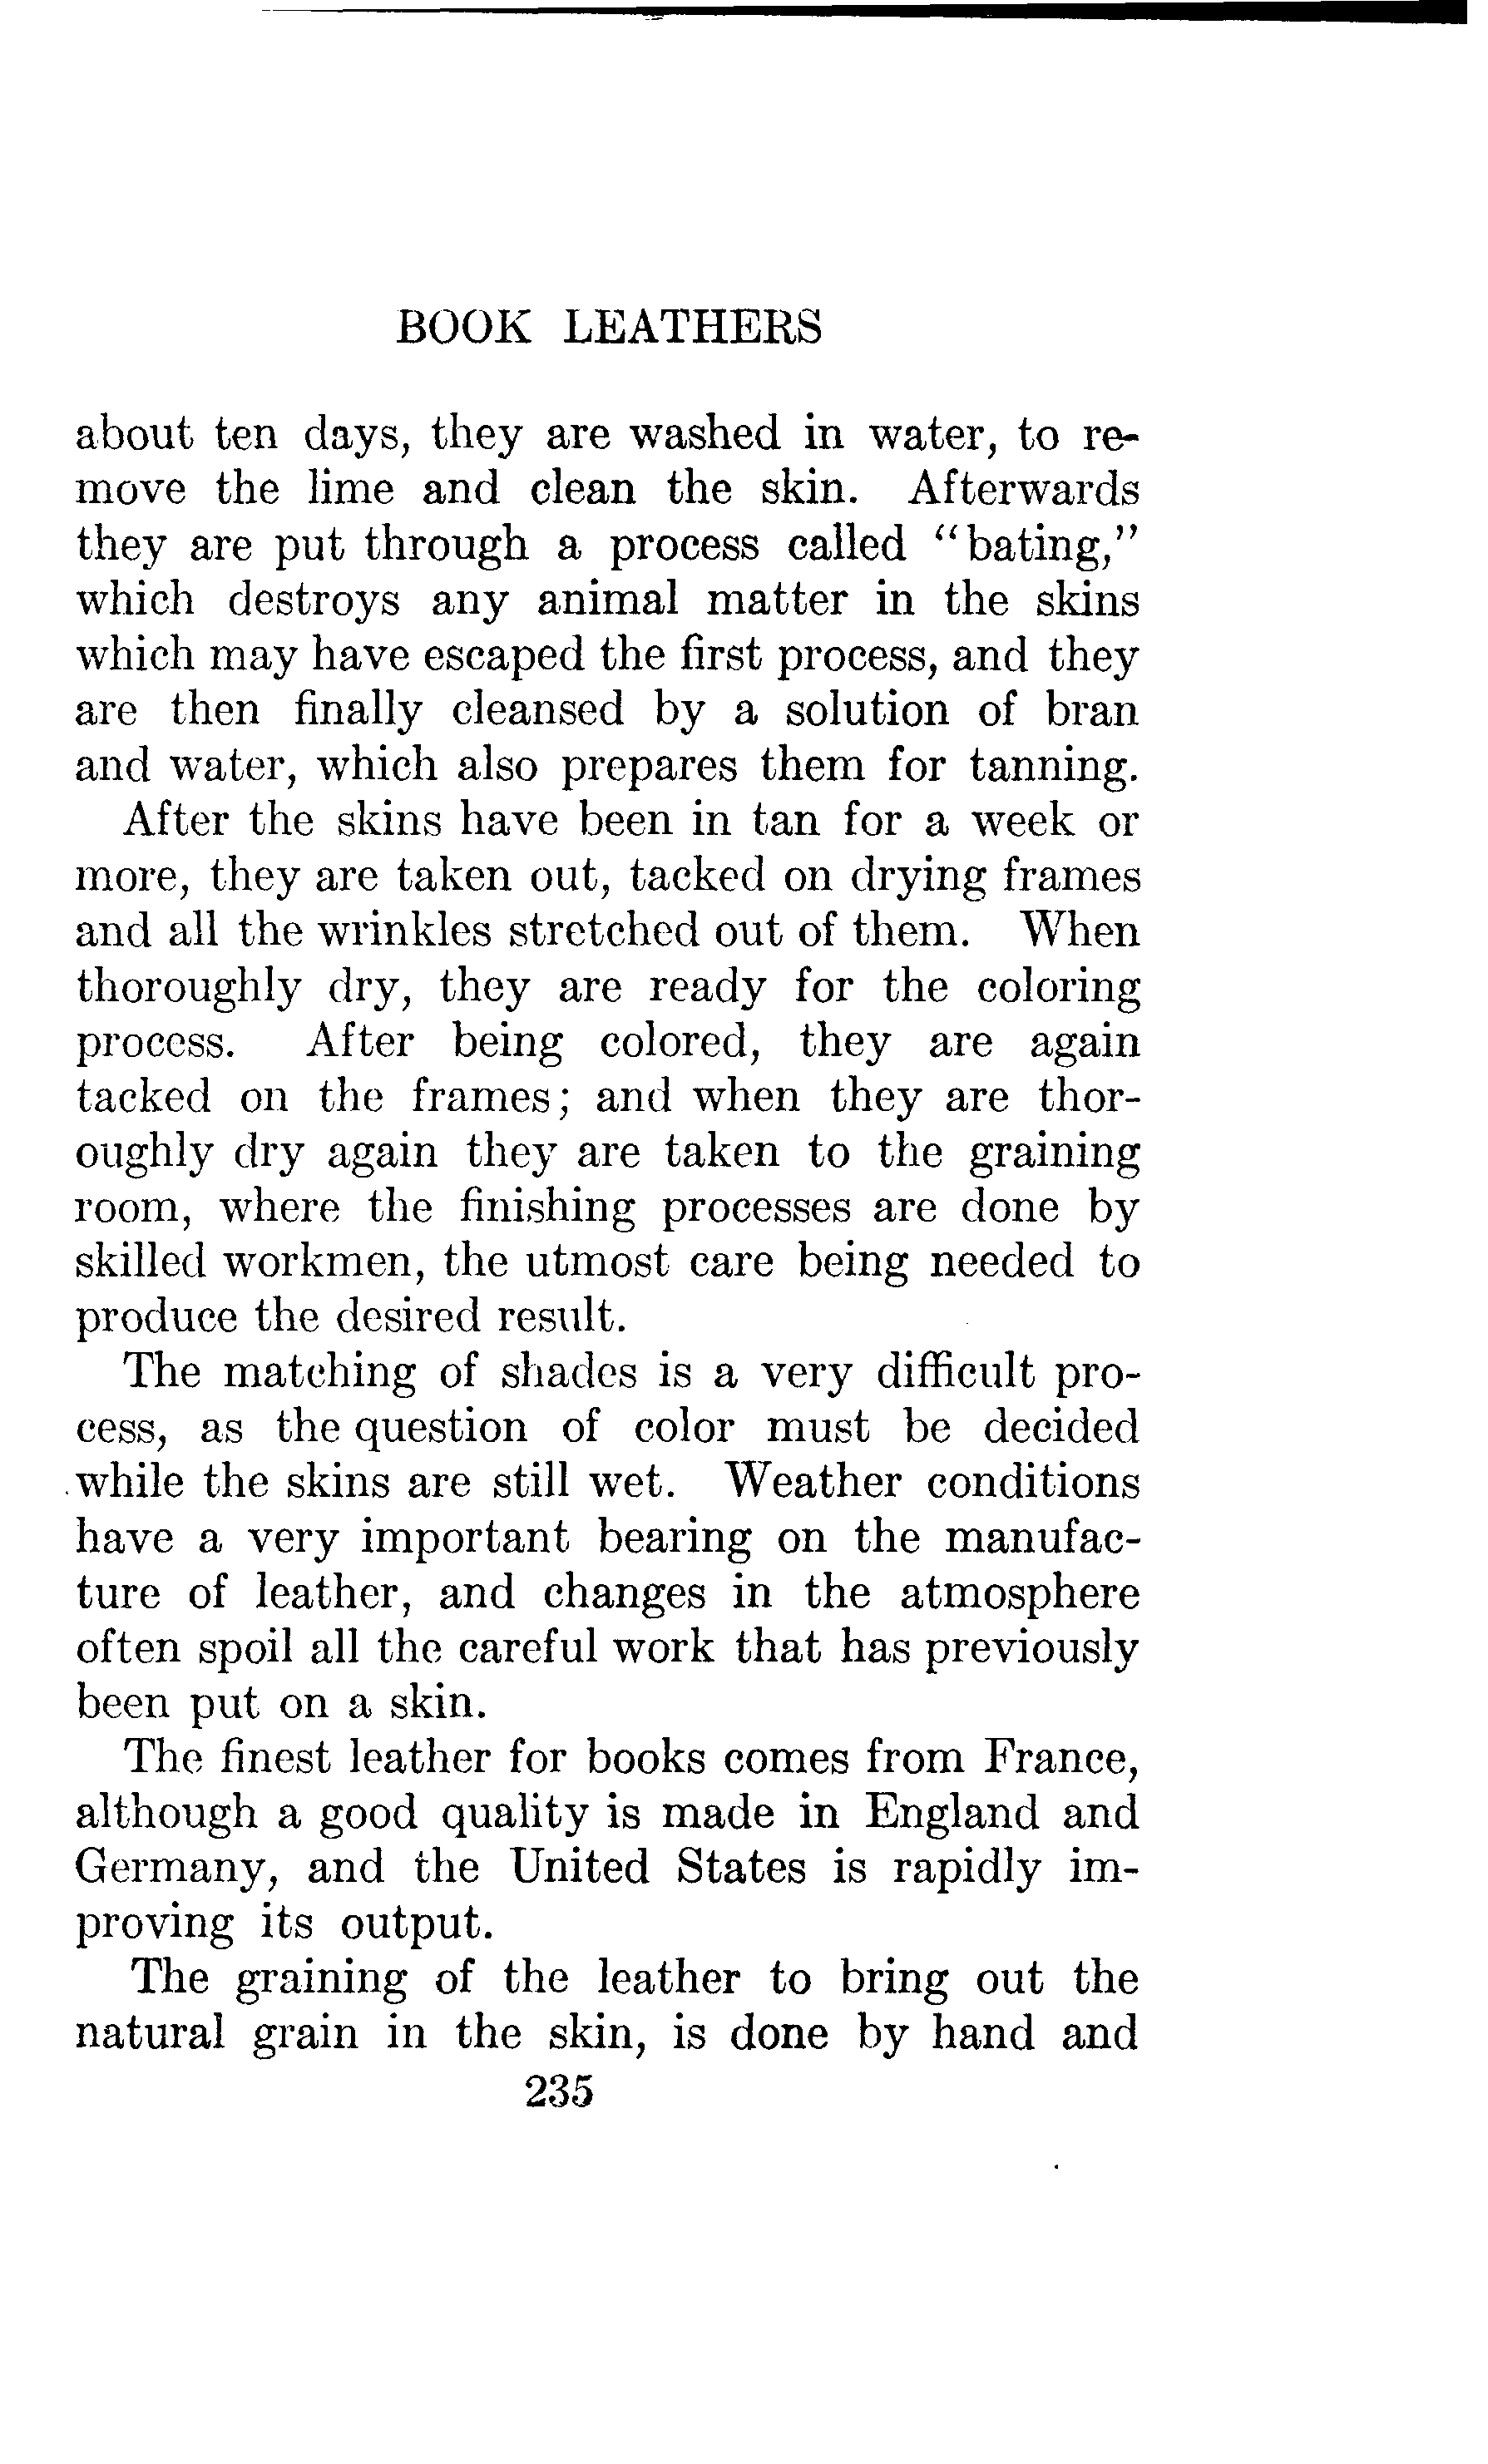 BOOK LEATHERS
about ten days, they are washed in water, to re-
move the lime and clean the skin. Afterwards
they are put through a process called "bating,"
which destroys any animal matter in the skins
which may have escaped the first process, and they
are then finally cleansed by a solution of bran
and water, which also prepares them for tanning.
After the skins have been in tan for a week or
more, they are taken out, tacked on drying frames
and all the wrinkles stretched out of them. When
thoroughly dry, they are ready for the coloring
process. After being colored, they are again
tacked on the frames; and when they are thor-
oughly dry again they are taken to the graining
room, where the finishing processes are done by
skilled workmen, the utmost care being needed to
produce the desired result.
The matching of shades is a very difficult pro-
cess, as the question of color must be decided
while the skins are still wet. Weather conditions
have a very important bearing on the manufac-
ture of leather, and changes in the atmosphere
often spoil all the careful work that has previously
been put on a skin.
The finest leather for books comes from France,
although a good quality is made in England and
Germany, and the United States is rapidly im-
proving its output.
The graining of the leather to bring out the
natural grain in the skin, is done by hand and
235